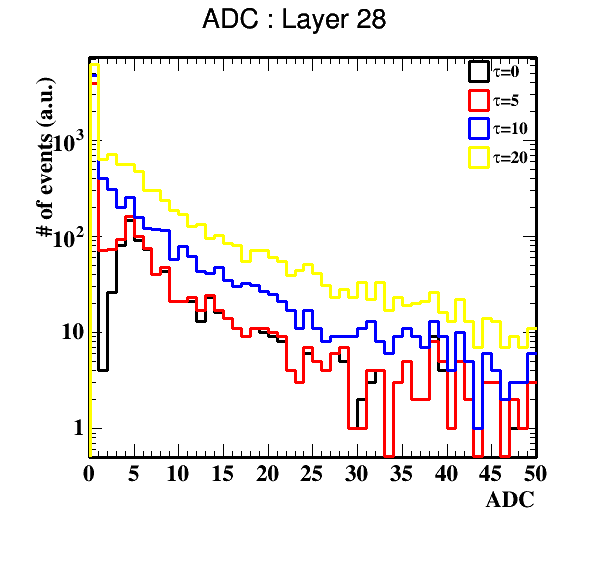 ADC : Layer 28
# of events (a.u.)
10³
10²
10
1
τ=0
τ=5
τ=10
τ=20
0 5 10 15 20 25 30 35 40 45 50
ADC